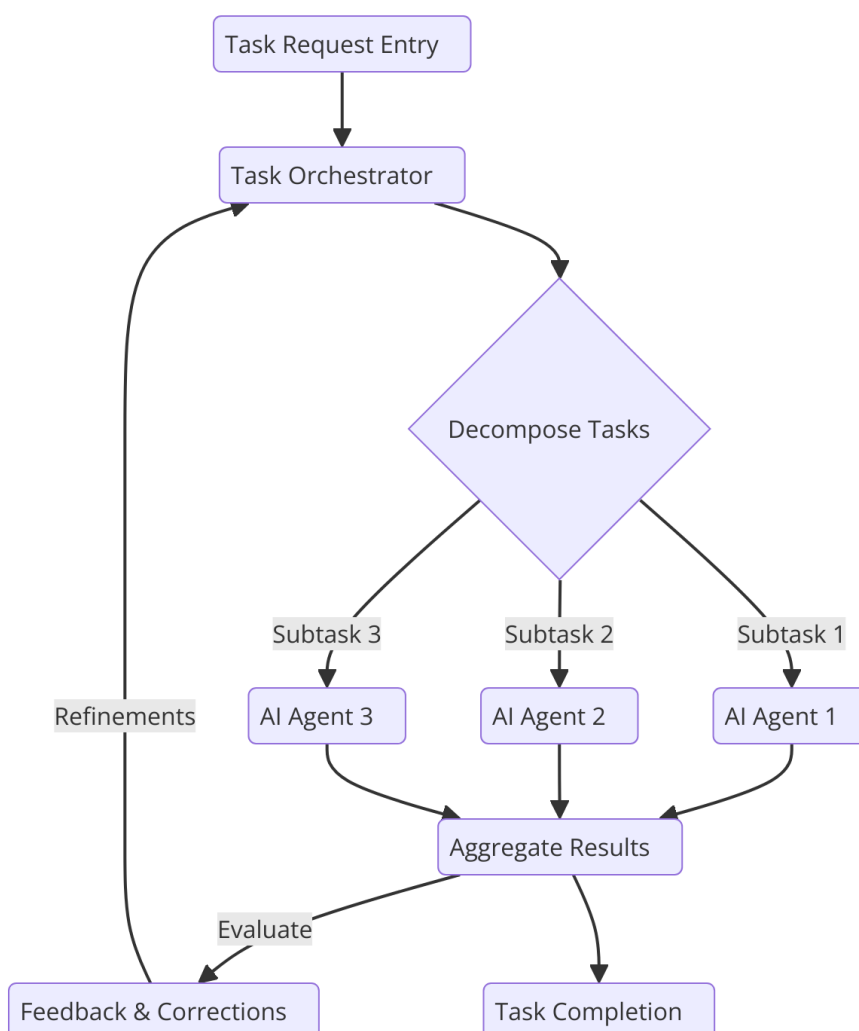 Task Request Entry
Task Orchestrator
Decompose Tasks
Subtask 3
Subtask 2
Subtask 1
Refinements
AI Agent 3
AI Agent 2
AI Agent 1
Aggregate Results
Evaluate
Feedback & Corrections
Task Completion